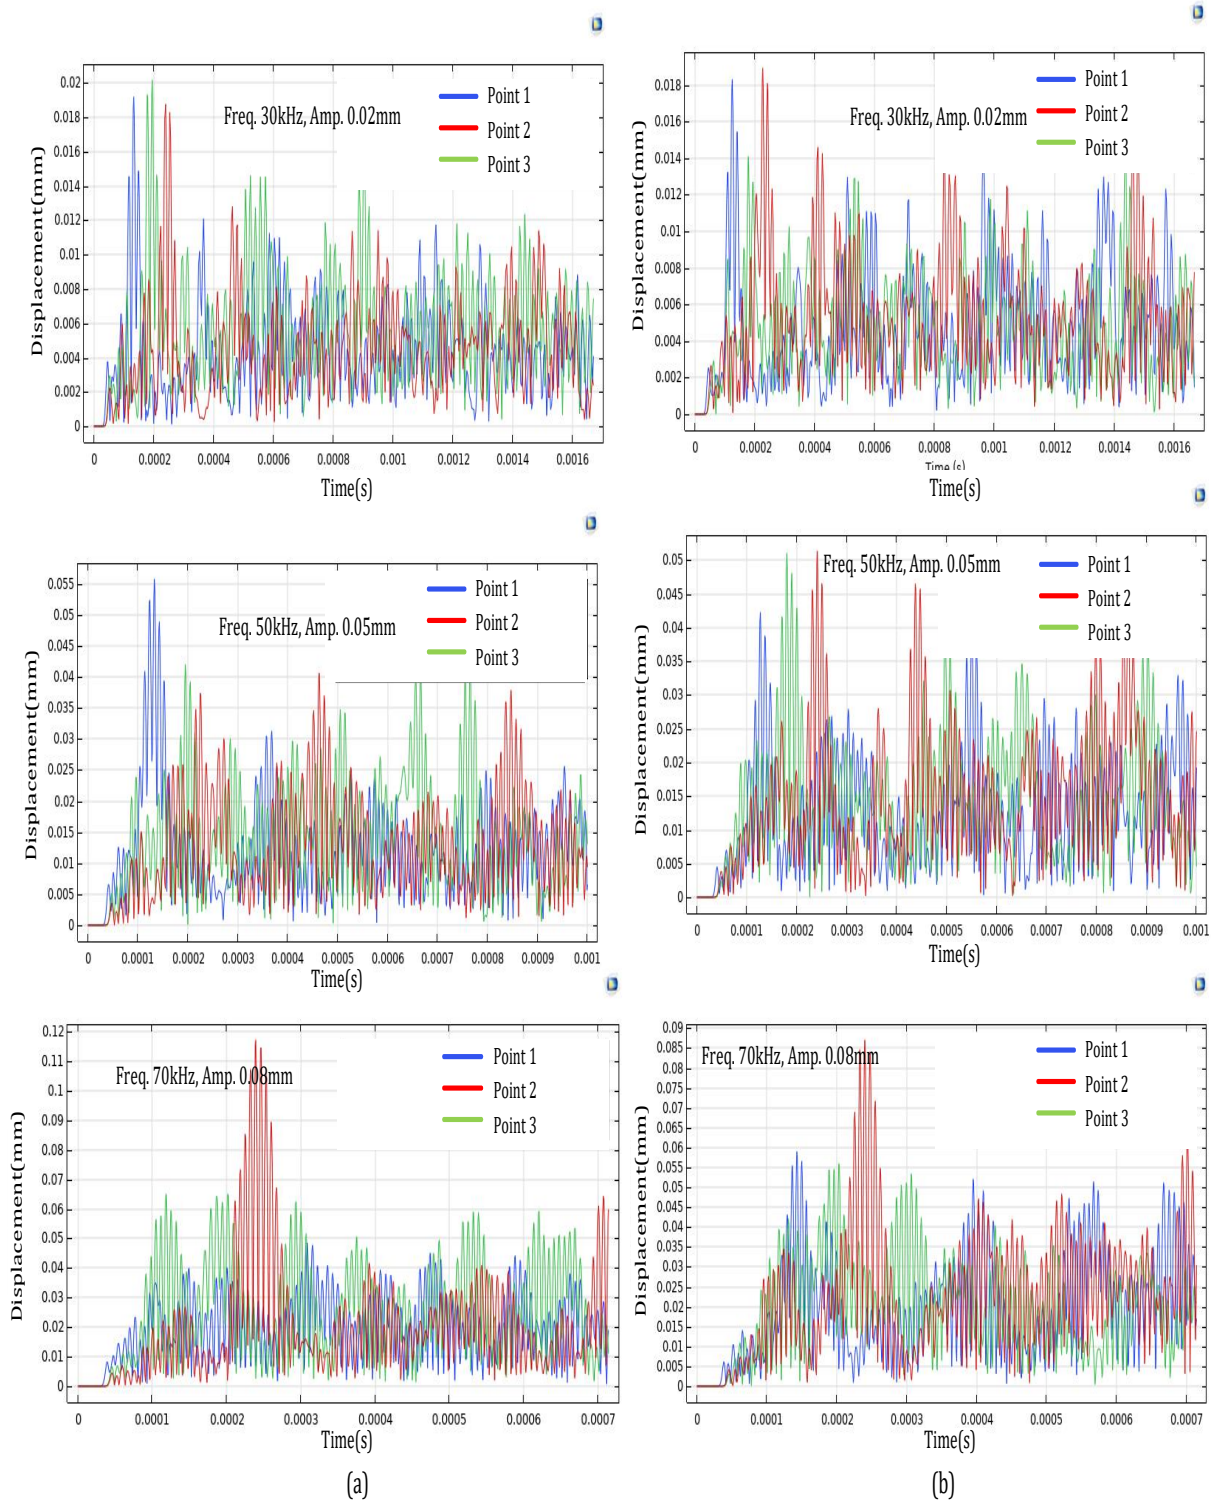 Freq. 30kHz, Amp. 0.02mm
Point 1
Point 2
Point 3
Displacement(mm)
0.02
0.018
0.016
0.014
0.012
0.01
0.008
0.006
0.004
0.002
0
0 0.0002 0.0004 0.0006 0.0008 0.001 0.0012 0.0014 0.0016
Time(s)
Freq. 30kHz, Amp. 0.02mm
Point 1
Point 2
Point 3
Displacement(mm)
0.018
0.016
0.014
0.012
0.01
0.008
0.006
0.004
0.002
0
0 0.0002 0.0004 0.0006 0.0008 0.001 0.0012 0.0014 0.0016
Time (s)
Time(s)
Freq. 50kHz, Amp. 0.05mm
Point 1
Point 2
Point 3
Displacement(mm)
0.055
0.05
0.045
0.04
0.035
0.03
0.025
0.02
0.015
0.01
0.005
0
0 0.0001 0.0002 0.0003 0.0004 0.0005 0.0006 0.0007 0.0008 0.0009 0.001
Time(s)
Freq. 50kHz, Amp. 0.05mm
Point 1
Point 2
Point 3
Displacement(mm)
0.05
0.045
0.04
0.035
0.03
0.025
0.02
0.015
0.01
0.005
0
0 0.0001 0.0002 0.0003 0.0004 0.0005 0.0006 0.0007 0.0008 0.0009 0.001
Time(s)
Freq. 70kHz, Amp. 0.08mm
Point 1
Point 2
Point 3
Displacement(mm)
0.12
0.11
0.1
0.09
0.08
0.07
0.06
0.05
0.04
0.03
0.02
0.01
0
0 0.0001 0.0002 0.0003 0.0004 0.0005 0.0006 0.0007
Time(s)
(a)
Freq. 70kHz, Amp. 0.08mm
Point 1
Point 2
Point 3
Displacement(mm)
0.09
0.085
0.08
0.075
0.07
0.065
0.06
0.055
0.05
0.045
0.04
0.035
0.03
0.025
0.02
0.015
0.01
0.005
0
0 0.0001 0.0002 0.0003 0.0004 0.0005 0.0006 0.0007
Time(s)
(b)